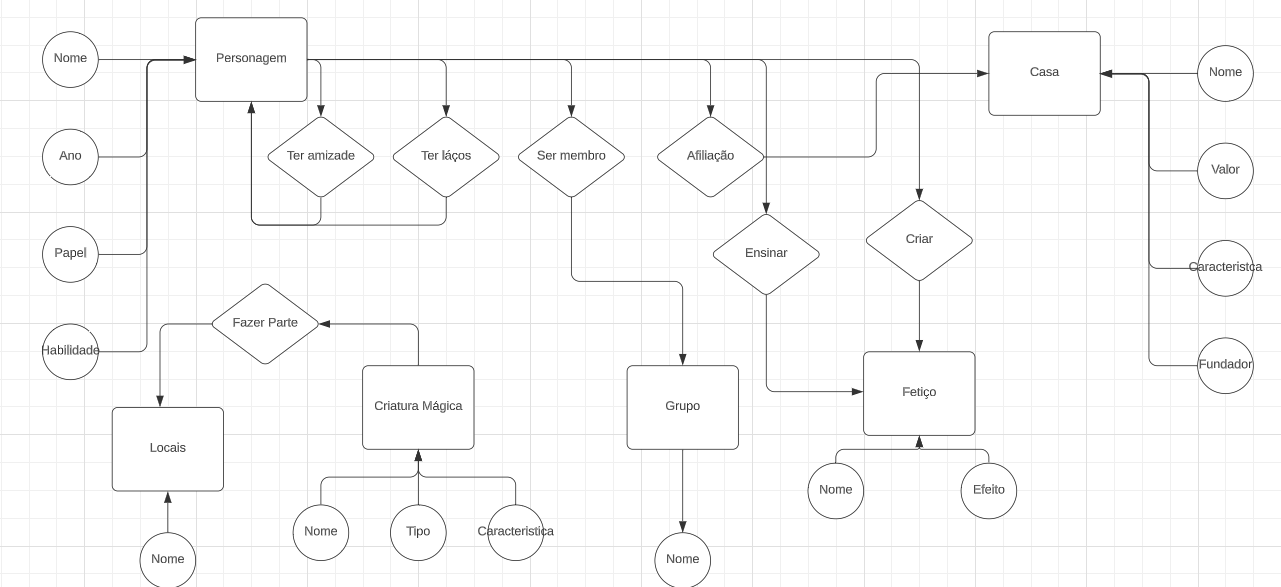 Personagem
Casa
Nome
Nome
Ter amizade
Ter láços
Ser membro
Afiliação
Ano
Valor
Ensinar
Criar
Papel
Caracteristca
Fazer Parte
Habilidade
Fundador
Criatura Mágica
Grupo
Fetiço
Locais
Nome
Efeito
Nome
Tipo
Caracteristica
Nome
Nome